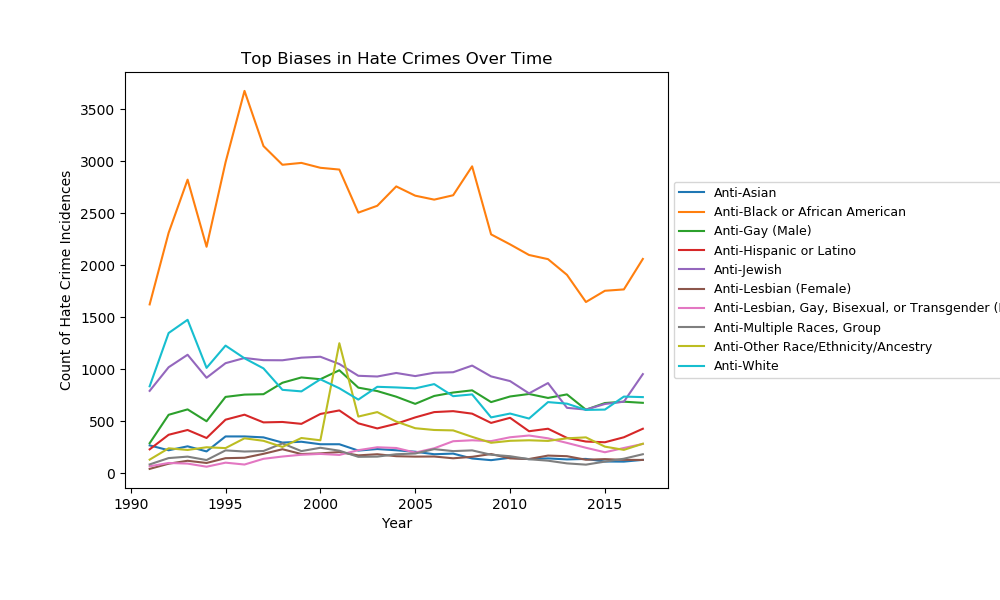 Top Biases in Hate Crimes Over Time
Count of Hate Crime Incidences
3500
3000
2500
2000
1500
1000
500
0
1990
1995
2000
2005
2010
2015
Year
Anti-Asian
Anti-Black or African American
Anti-Gay (Male)
Anti-Hispanic or Latino
Anti-Jewish
Anti-Lesbian (Female)
Anti-Lesbian, Gay, Bisexual, or Transgender (
Anti-Multiple Races, Group
Anti-Other Race/Ethnicity/Ancestry
Anti-White